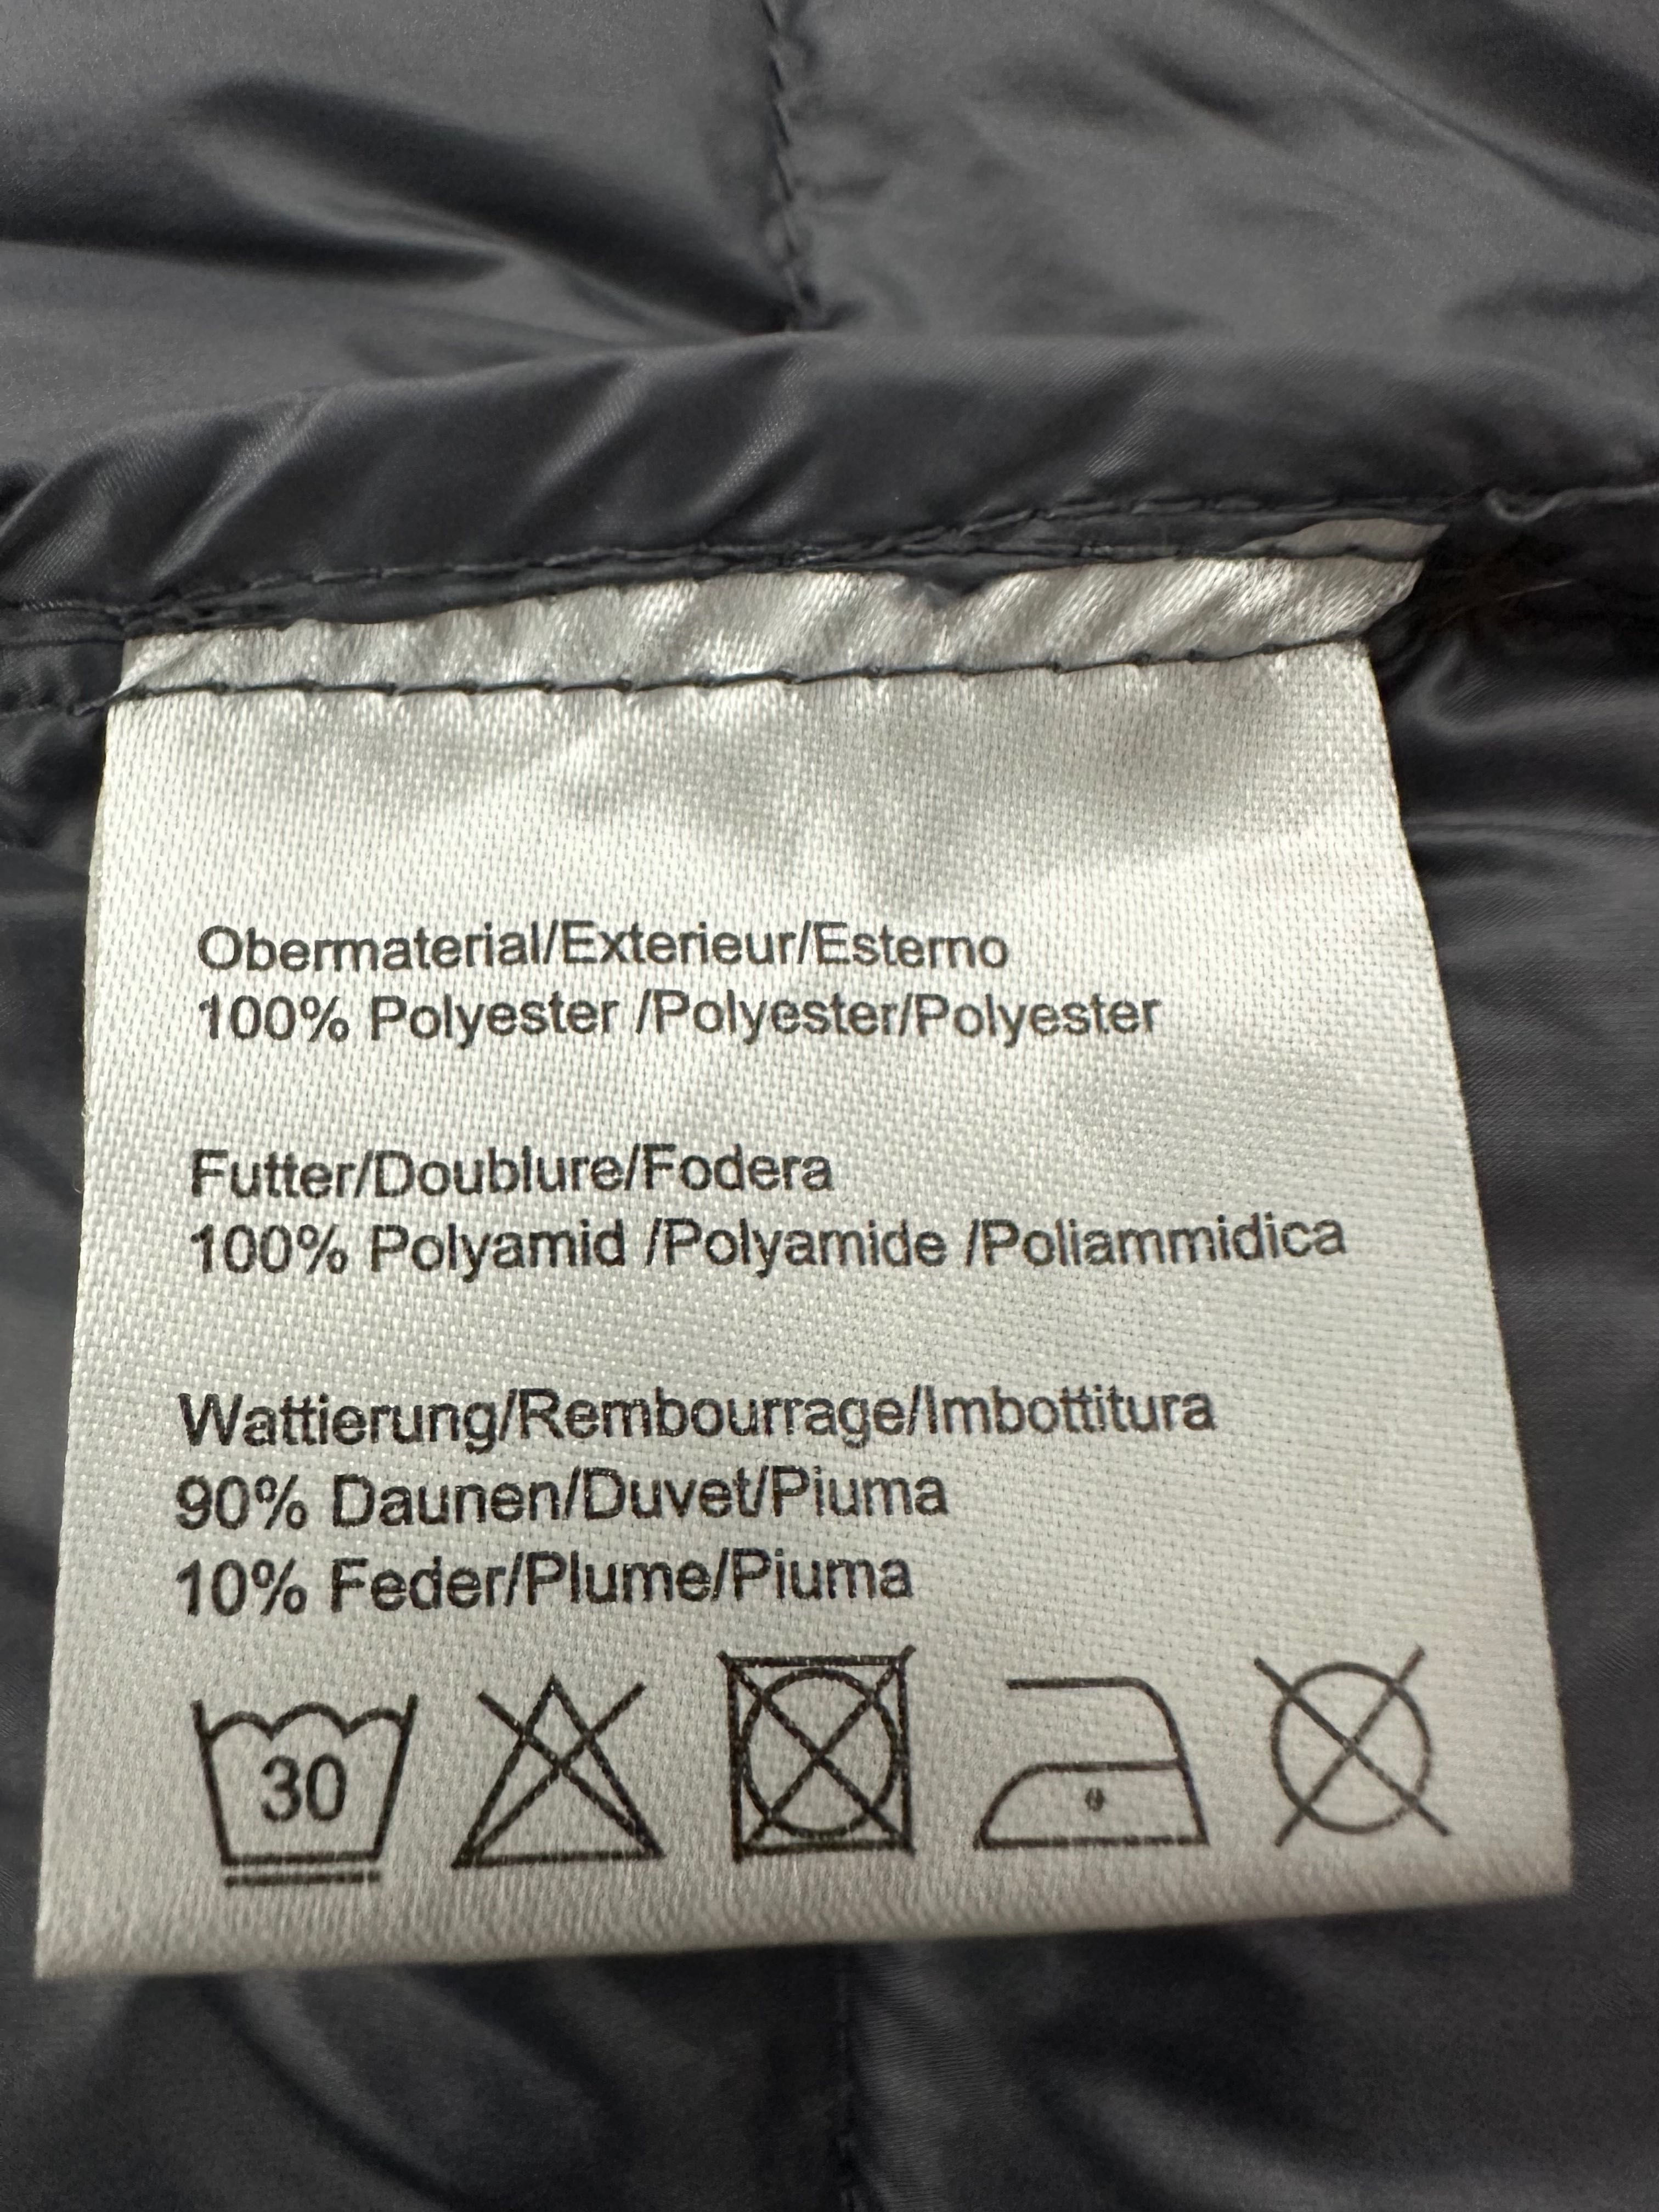 Obermaterial/Exterieur/Esterno
100% Polyester /Polyester/Polyester
Futter/Doublure/Fodera
100% Polyamid /Polyamide /Poliammidica
Wattierung/Rembourrage/Imbottitura
90% Daunen/Duvet/Piuma
10% Feder/Plume/Piuma
30